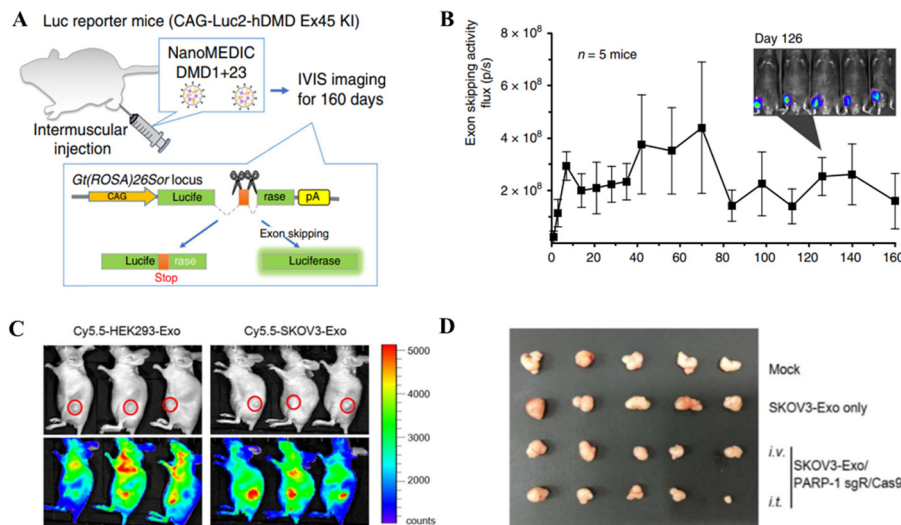 A
Luc reporter mice (CAG-Luc2-hDMD Ex45 KI)
NanoMEDIC
DMD1+23
IVIS imaging
for 160 days
Intermuscular
injection
Gt(ROSA)26Sor locus
CAG
Lucife
rase
pA
Exon skipping
Lucife rase
Stop
Luciferase
B
Exon skipping activity
flux (p/s)
8 × 10⁸
6 × 10⁸
4 × 10⁸
2 × 10⁸
0
n = 5 mice
Day 126
0 20 40 60 80 100 120 140 160
C
Cy5.5-HEK293-Exo
Cy5.5-SKOV3-Exo
5000
4000
3000
2000
1000
counts
D
Mock
SKOV3-Exo only
i.v.
SKOV3-Exo/
PARP-1 sgR/Cas9
i.t.